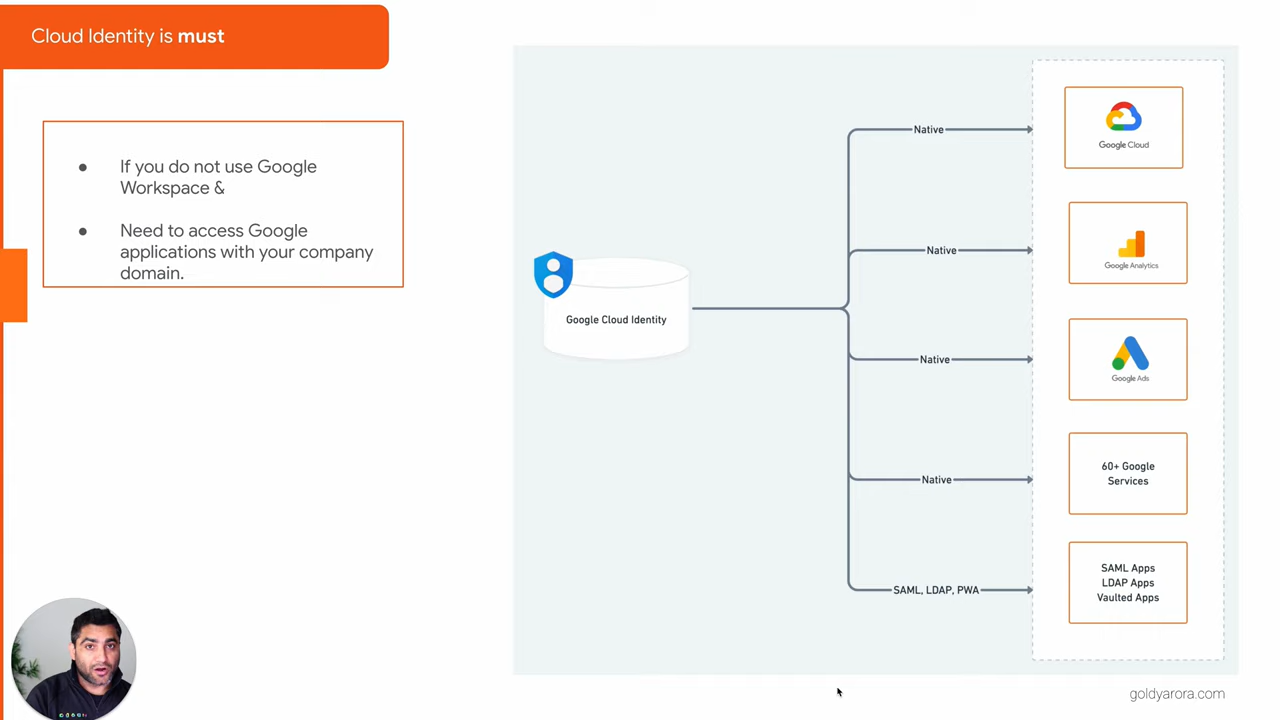 Cloud Identity is must
● If you do not use Google
Workspace &
● Need to access Google
applications with your company
domain.
Google Cloud Identity
Native
Native
Native
Native
SAML, LDAP, PWA
Google Cloud
Google Analytics
Google Ads
60+ Google
Services
SAML Apps
LDAP Apps
Vaulted Apps
goldyarora.com